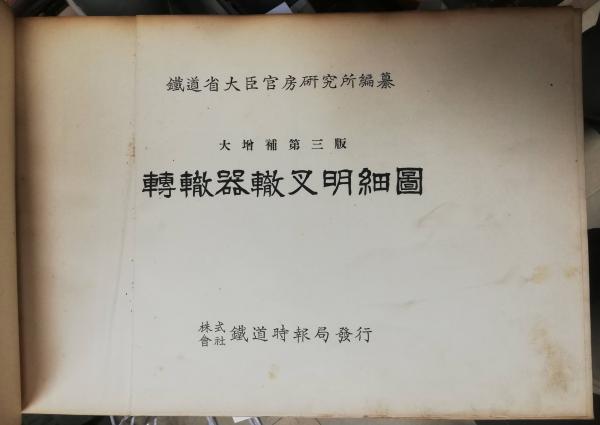 鐵道省大臣官房研究所編纂
大增補第三版
轉轍器轍叉明細圖
株式會社鐵道時報局發行